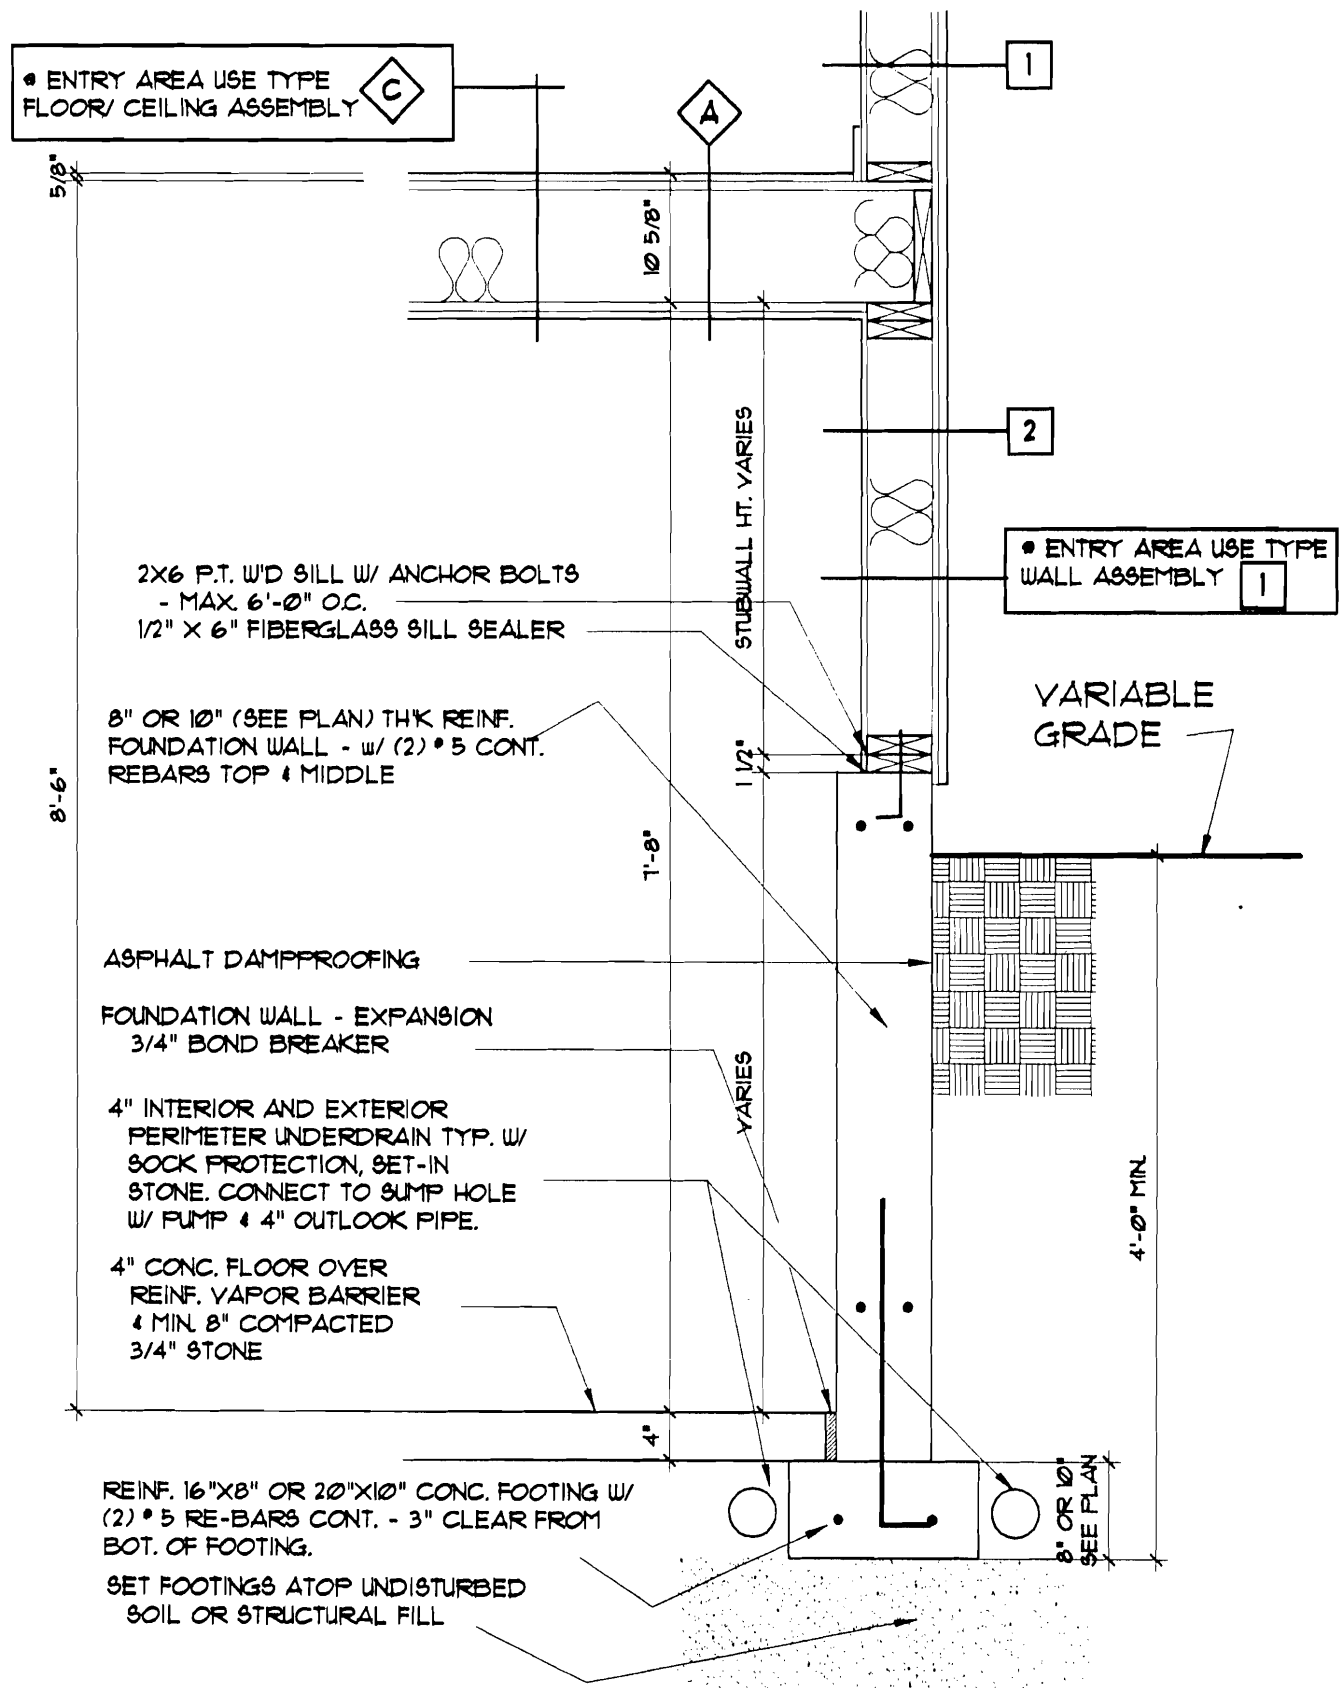 @ ENTRY AREA USE TYPE
FLOOR/ CEILING ASSEMBLY
C
A
1
5/8"
10 5/8"
2
STUBWALL HT. VARIES
@ ENTRY AREA USE TYPE
WALL ASSEMBLY 1
2X6 P.T. W'D SILL W/ ANCHOR BOLTS
- MAX. 6'-0" O.C.
1/2" X 6" FIBERGLASS SILL SEALER
VARIABLE
GRADE
8" OR 10" (SEE PLAN) TH'K REINF.
FOUNDATION WALL - w/ (2) # 5 CONT.
REBARS TOP & MIDDLE
1 1/2"
8'-6"
7'-8"
ASPHALT DAMPPROOFING
FOUNDATION WALL - EXPANSION
3/4" BOND BREAKER
VARIES
4" INTERIOR AND EXTERIOR
PERIMETER UNDERDRAIN TYP. W/
SOCK PROTECTION, SET-IN
STONE. CONNECT TO SUMP HOLE
W/ PUMP & 4" OUTLOOK PIPE.
4'-0" MIN.
4" CONC. FLOOR OVER
REINF. VAPOR BARRIER
& MIN. 8" COMPACTED
3/4" STONE
4"
REINF. 16"X8" OR 20"X10" CONC. FOOTING W/
(2) # 5 RE-BARS CONT. - 3" CLEAR FROM
BOT. OF FOOTING.
8" OR 10"
SEE PLAN
SET FOOTINGS ATOP UNDISTURBED
SOIL OR STRUCTURAL FILL